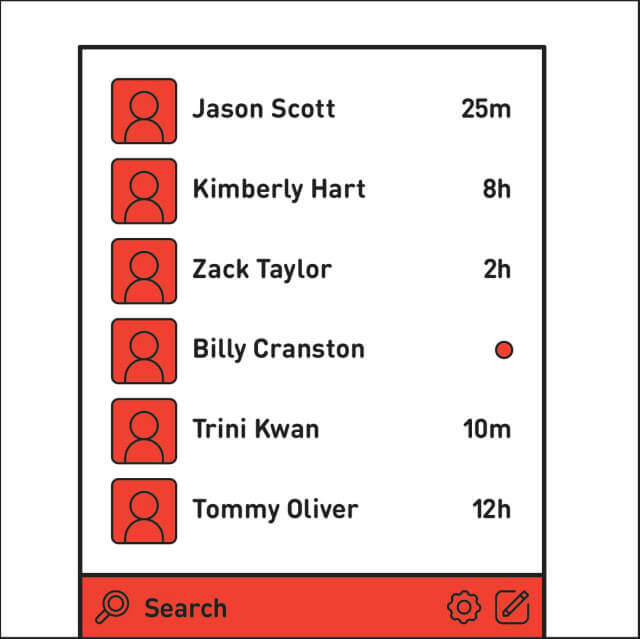 Jason Scott 25m
Kimberly Hart 8h
Zack Taylor 2h
Billy Cranston
Trini Kwan 10m
Tommy Oliver 12h
Search